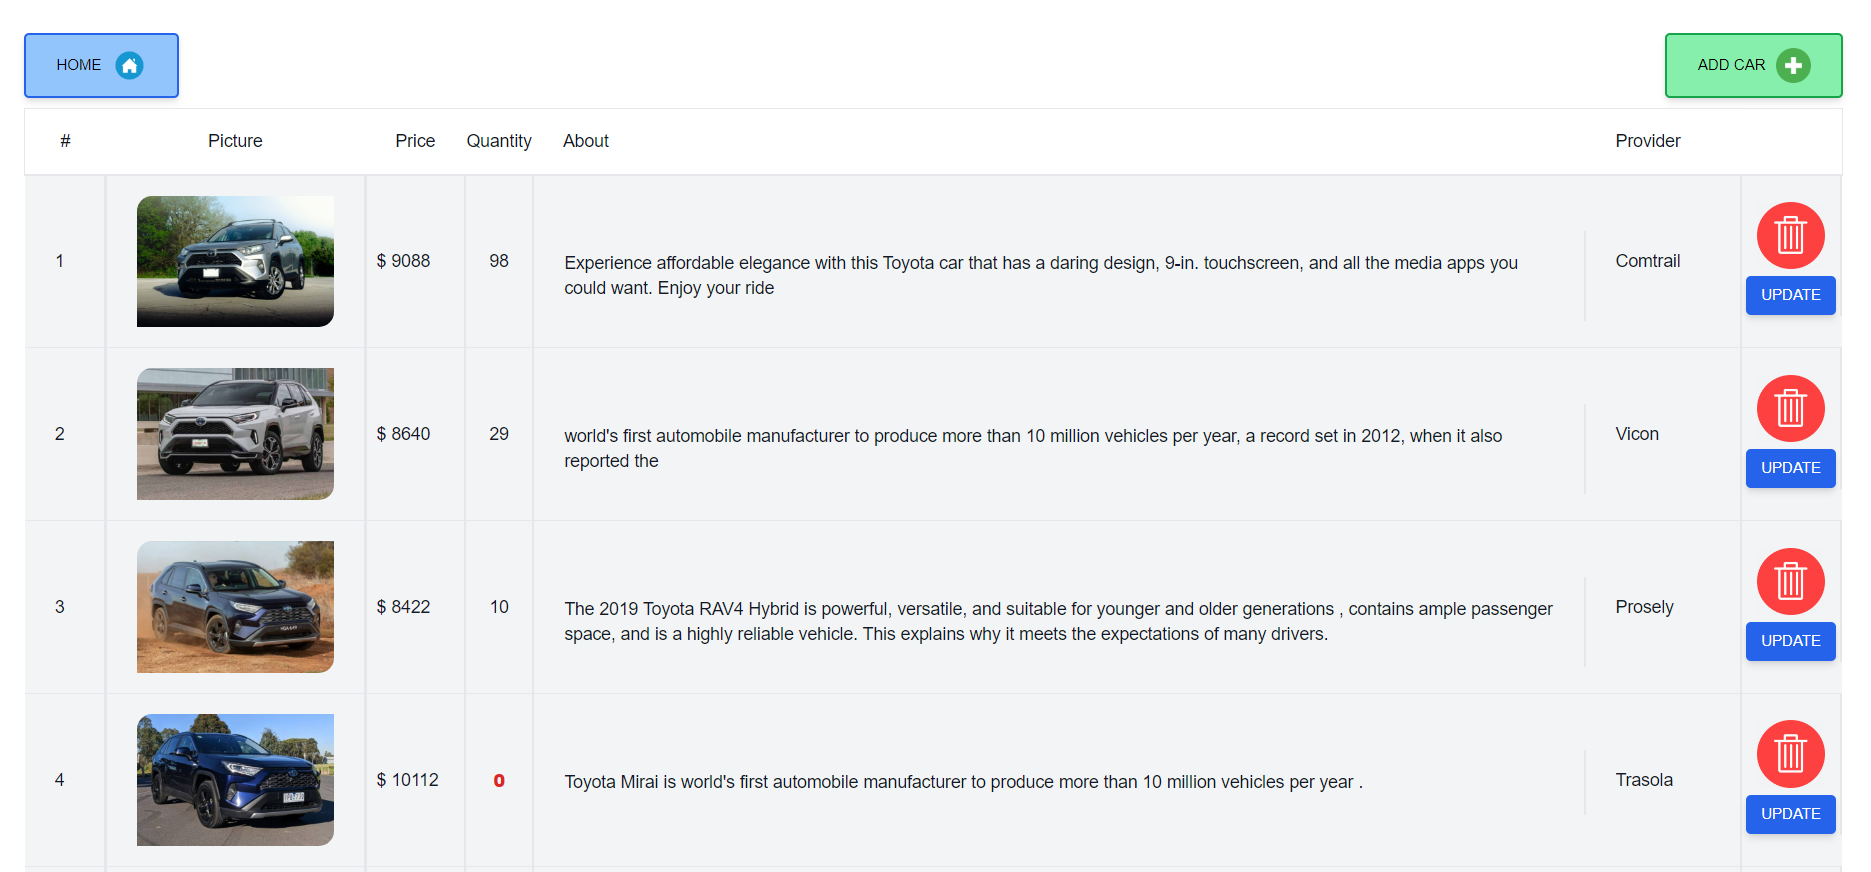 HOME
ADD CAR
# Picture Price Quantity About Provider
1 $ 9088 98 Experience affordable elegance with this Toyota car that has a daring design, 9-in. touchscreen, and all the media apps you Comtrail
could want. Enjoy your ride
UPDATE
2 $ 8640 29 world's first automobile manufacturer to produce more than 10 million vehicles per year, a record set in 2012, when it also Vicon
reported the
UPDATE
3 $ 8422 10 The 2019 Toyota RAV4 Hybrid is powerful, versatile, and suitable for younger and older generations , contains ample passenger Prosely
space, and is a highly reliable vehicle. This explains why it meets the expectations of many drivers.
UPDATE
4 $ 10112 0 Toyota Mirai is world's first automobile manufacturer to produce more than 10 million vehicles per year . Trasola
UPDATE